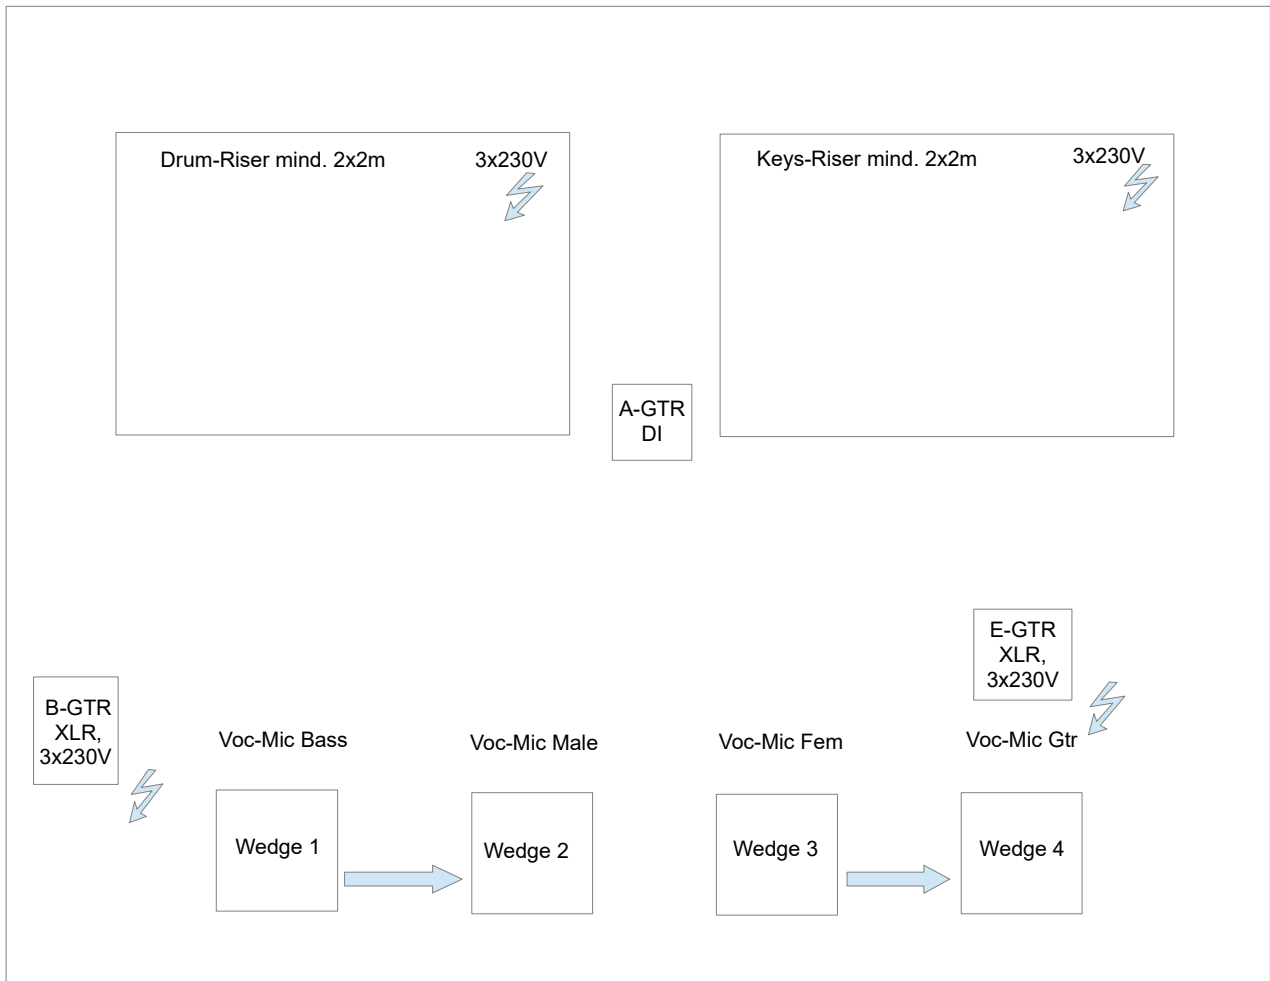 Drum-Riser mind. 2x2m
3x230V
Keys-Riser mind. 2x2m
3x230V
A-GTR
DI
E-GTR
XLR,
3x230V
B-GTR
XLR,
3x230V
Voc-Mic Bass
Voc-Mic Male
Voc-Mic Fem
Voc-Mic Gtr
Wedge 1
Wedge 2
Wedge 3
Wedge 4